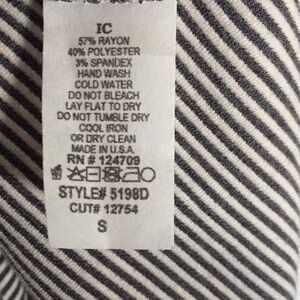 IC
57% RAYON
40% POLYESTER
3% SPANDEX
HAND WASH
COLD WATER
DO NOT BLEACH
LAY FLAT TO DRY
DO NOT TUMBLE DRY
COOL IRON
OR DRY CLEAN
MADE IN U.S.A.
RN # 124709
STYLE# 5198D
CUT# 12754
S